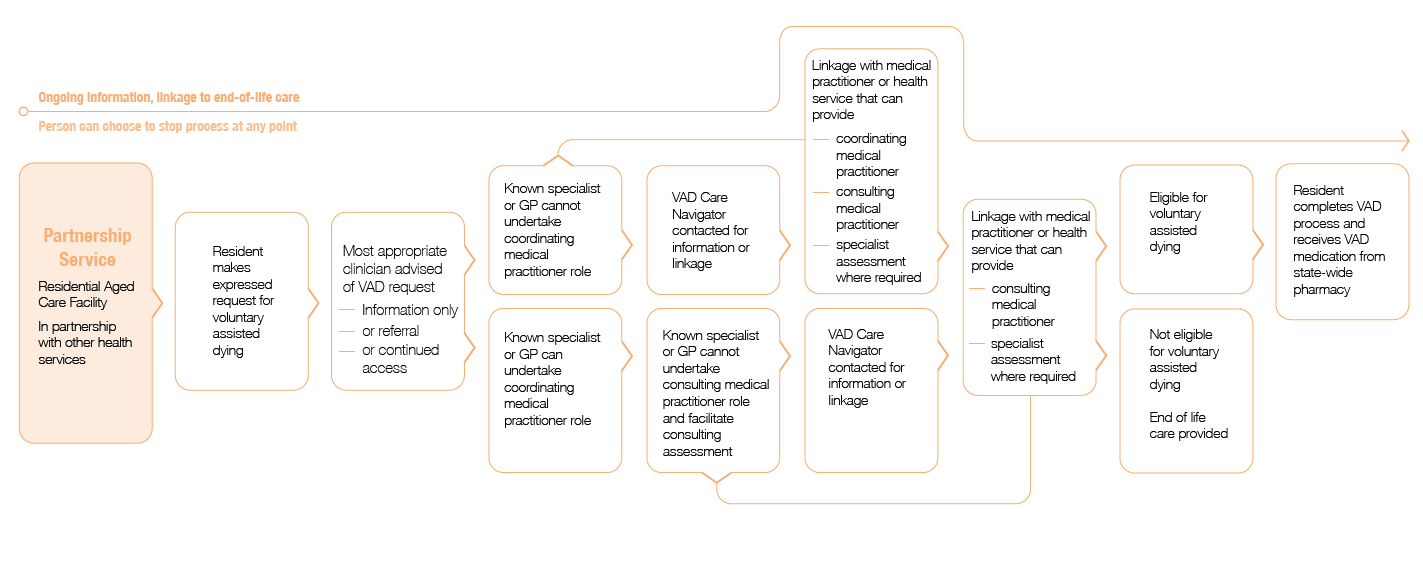 Ongoing information, linkage to end-of-life care
Person can choose to stop process at any point
Partnership
Service
Residential Aged
Care Facility
In partnership
with other health
services
Resident
makes
expressed
request for
voluntary
assisted
dying
Most appropriate
clinician advised
of VAD request
— Information only
— or referral
— or continued
access
Known specialist
or GP cannot
undertake
coordinating
medical
practitioner role
VAD Care
Navigator
contacted for
information or
linkage
Linkage with medical
practitioner or health
service that can
provide
— coordinating
medical
practitioner
— consulting
medical
practitioner
— specialist
assessment
where required
Known specialist
or GP can
undertake
coordinating
medical
practitioner role
Known specialist
or GP cannot
undertake
consulting medical
practitioner role
and facilitate
consulting
assessment
VAD Care
Navigator
contacted for
information or
linkage
Linkage with medical
practitioner or health
service that can
provide
— consulting
medical
practitioner
— specialist
assessment
where required
Eligible for
voluntary
assisted
dying
Not eligible
for voluntary
assisted
dying
End of life
care provided
Resident
completes VAD
process and
receives VAD
medication from
state-wide
pharmacy